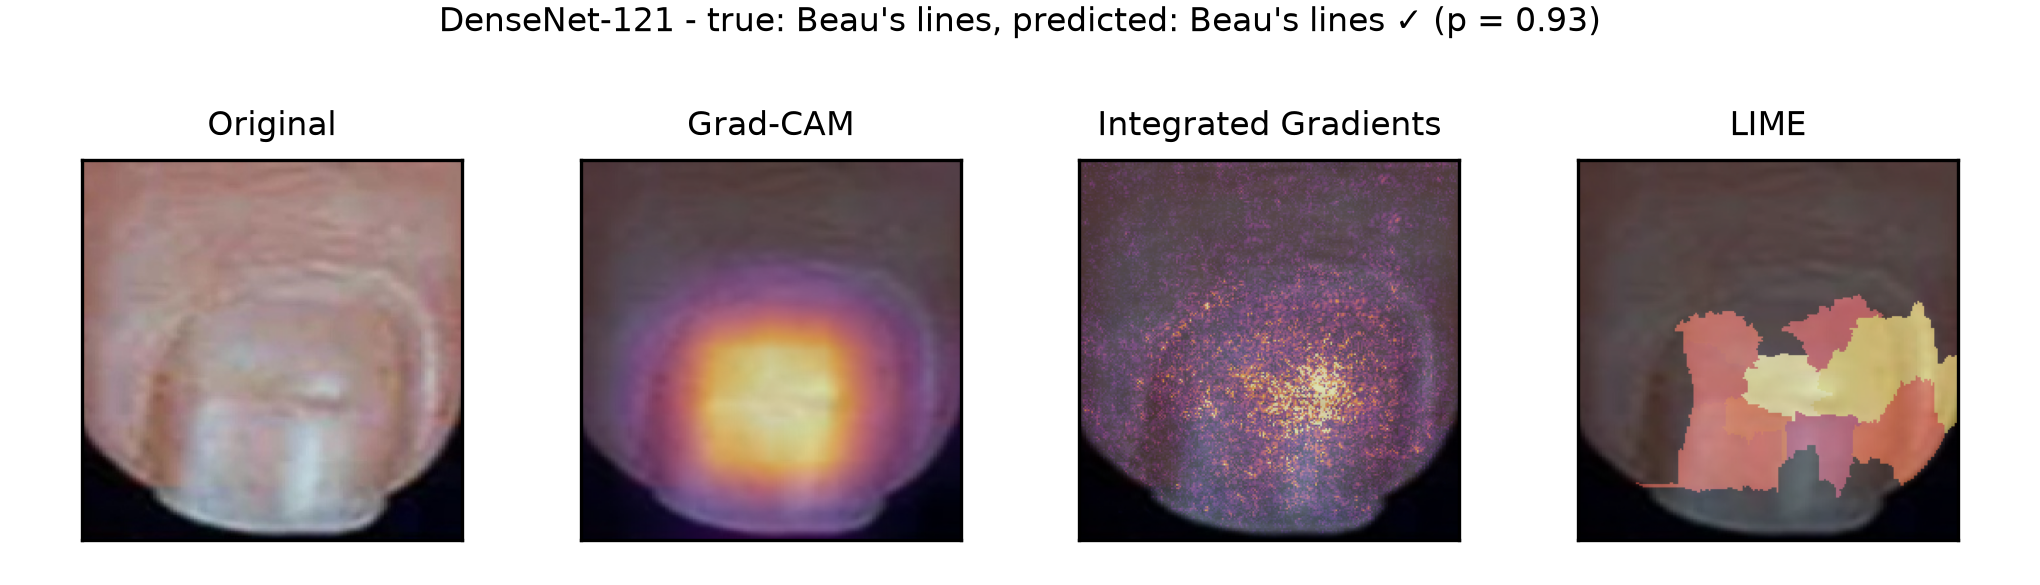 DenseNet-121 - true: Beau's lines, predicted: Beau's lines ✓ (p = 0.93)
Original
Grad-CAM
Integrated Gradients
LIME